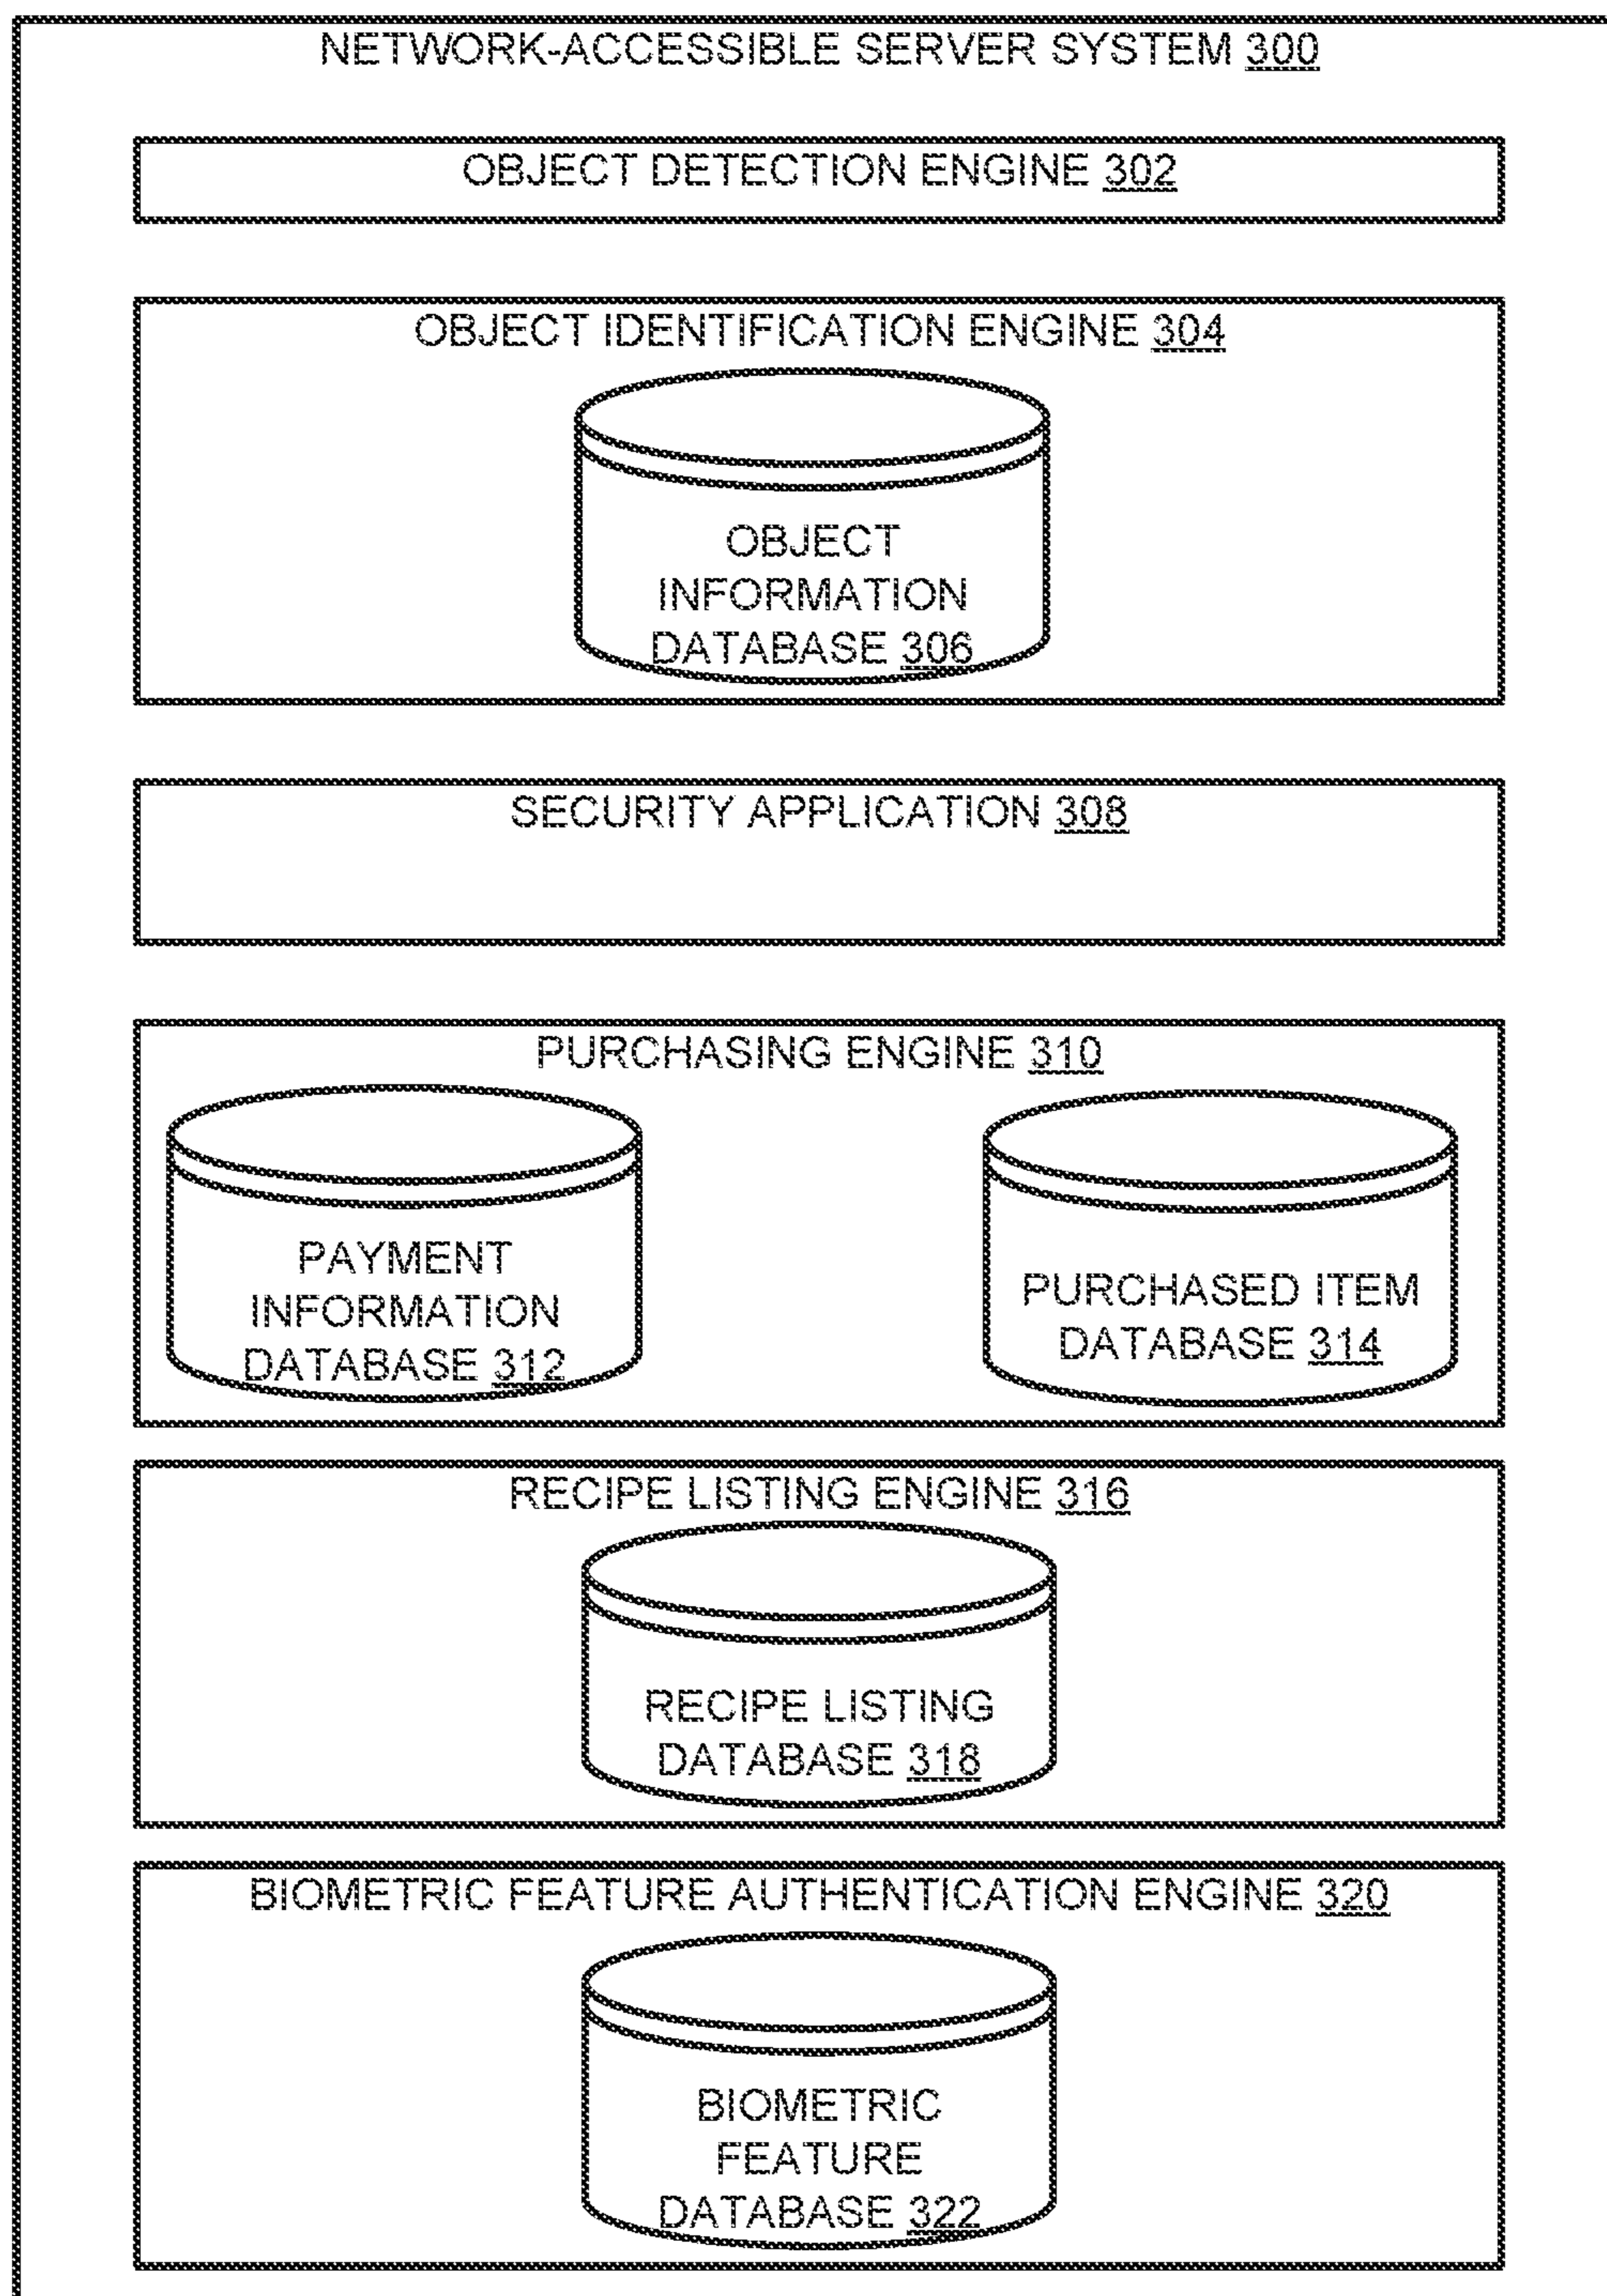 NETWORK-ACCESSIBLE SERVER SYSTEM 300
OBJECT DETECTION ENGINE 302
OBJECT IDENTIFICATION ENGINE 304
OBJECT
INFORMATION
DATABASE 306
SECURITY APPLICATION 308
PURCHASING ENGINE 310
PAYMENT
INFORMATION
DATABASE 312
PURCHASED ITEM
DATABASE 314
RECIPE LISTING ENGINE 316
RECIPE LISTING
DATABASE 318
BIOMETRIC FEATURE AUTHENTICATION ENGINE 320
BIOMETRIC
FEATURE
DATABASE 322